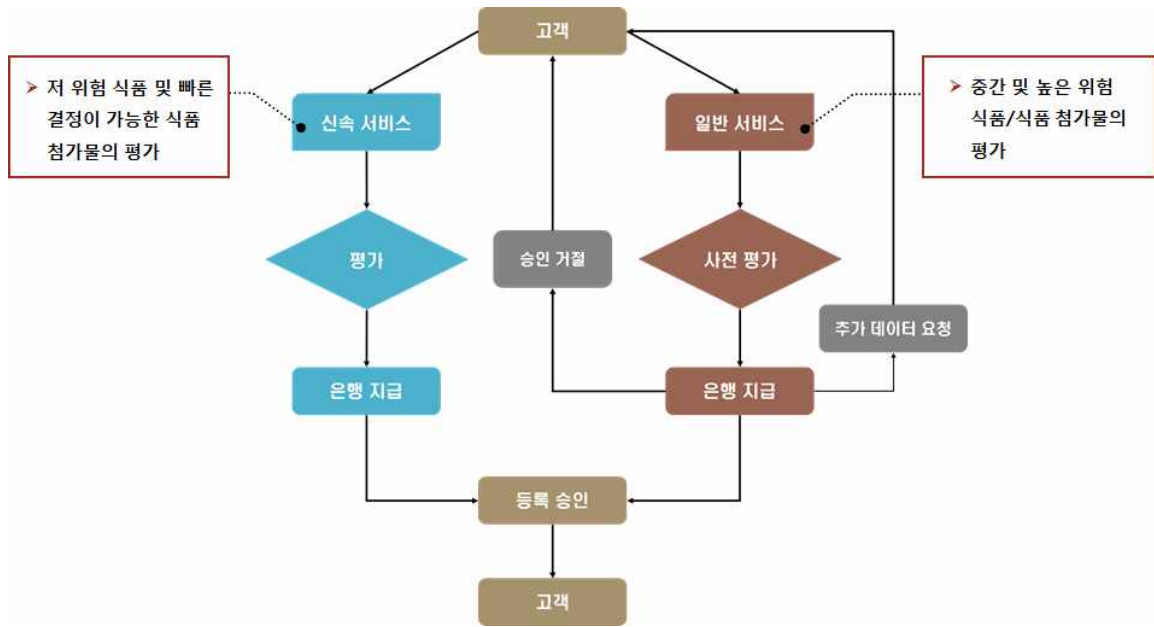 고객
➤ 저 위험 식품 및 빠른
결정이 가능한 식품
첨가물의 평가
신속 서비스
일반 서비스
➤ 중간 및 높은 위험
식품/식품 첨가물의
평가
평가
승인 거절
사전 평가
추가 데이터 요청
은행 지급
은행 지급
등록 승인
고객